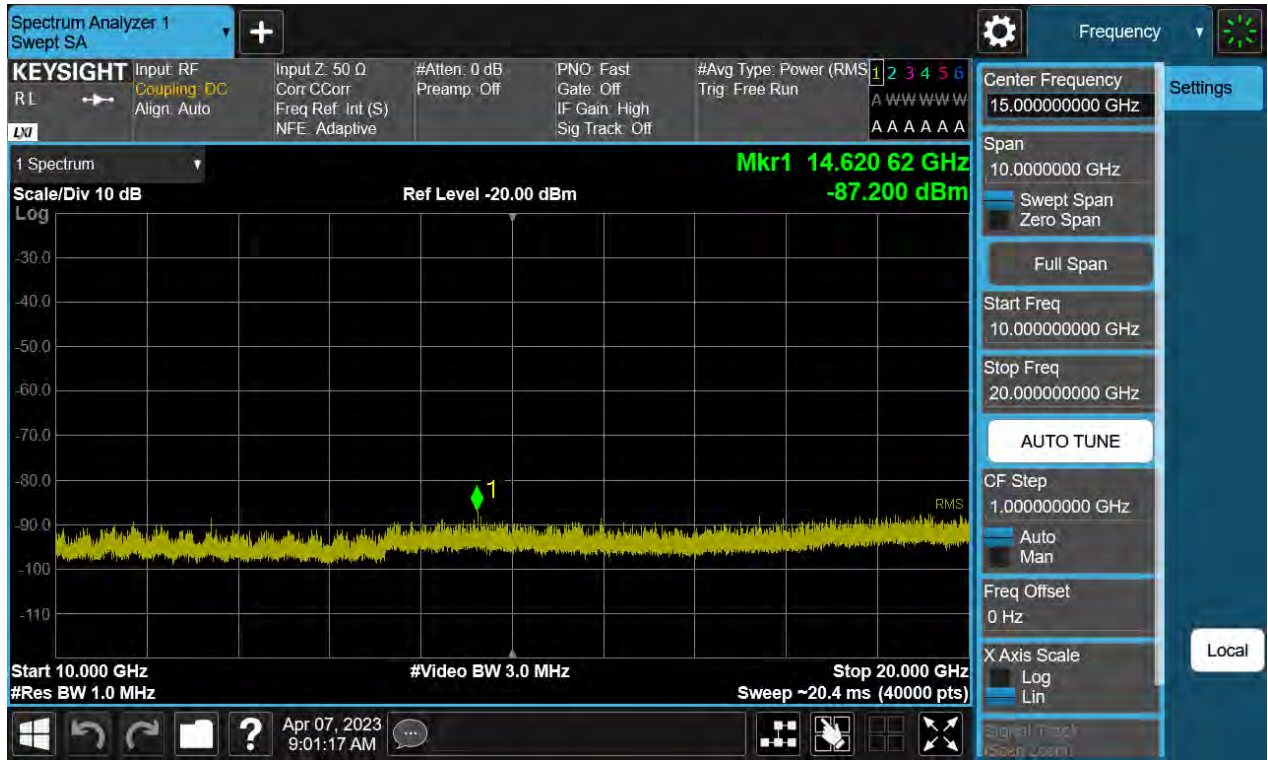 Spectrum Analyzer 1
Swept SA
Frequency
KEYSIGHT
RL
LXI
Input: RF
Coupling: DC
Align: Auto
Input Z: 50 Ω
Corr CCorr
Freq Ref: Int (S)
NFE: Adaptive
#Atten: 0 dB
Preamp: Off
PNO: Fast
Gate: Off
IF Gain: High
Sig Track: Off
#Avg Type: Power (RMS
Trig: Free Run
1 2 3 4 5 6
A W W W W W
A A A A A A
Center Frequency
15.000000000 GHz
Settings
Span
10.0000000 GHz
Swept Span
Zero Span
Full Span
Start Freq
10.000000000 GHz
Stop Freq
20.000000000 GHz
AUTO TUNE
CF Step
1.000000000 GHz
Auto
Man
Freq Offset
0 Hz
X Axis Scale
Log
Lin
Signal Track
(Span Zoom)
Local
1 Spectrum
Mkr1 14.620 62 GHz
-87.200 dBm
Scale/Div 10 dB
Ref Level -20.00 dBm
Log
-30.0
-40.0
-50.0
-60.0
-70.0
-80.0
-90.0
-100
-110
1
RMS
Start 10.000 GHz
#Video BW 3.0 MHz
Stop 20.000 GHz
#Res BW 1.0 MHz
Sweep ~20.4 ms (40000 pts)
?
Apr 07, 2023
9:01:17 AM